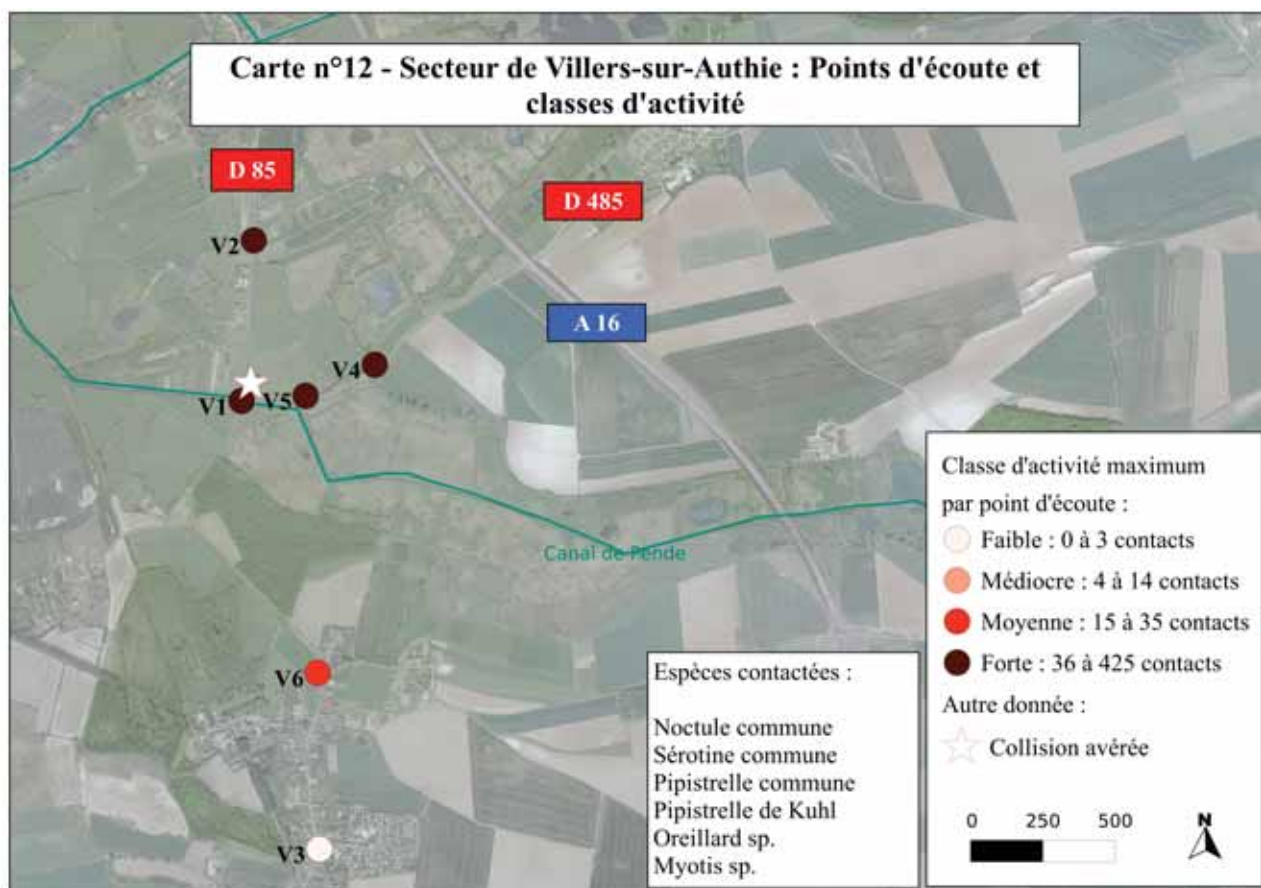 Carte n°12 - Secteur de Villers-sur-Authie : Points d'écoute et
classes d'activité
D 85
D 485
V2
A 16
V4
V1
V5
Canal de Pende
V6
V3
Espèces contactées :
Noctule commune
Sérotine commune
Pipistrelle commune
Pipistrelle de Kuhl
Oreillard sp.
Myotis sp.
Classe d'activité maximum
par point d'écoute :
Faible : 0 à 3 contacts
Médiocre : 4 à 14 contacts
Moyenne : 15 à 35 contacts
Forte : 36 à 425 contacts
Autre donnée :
Collision avérée
0 250 500
N